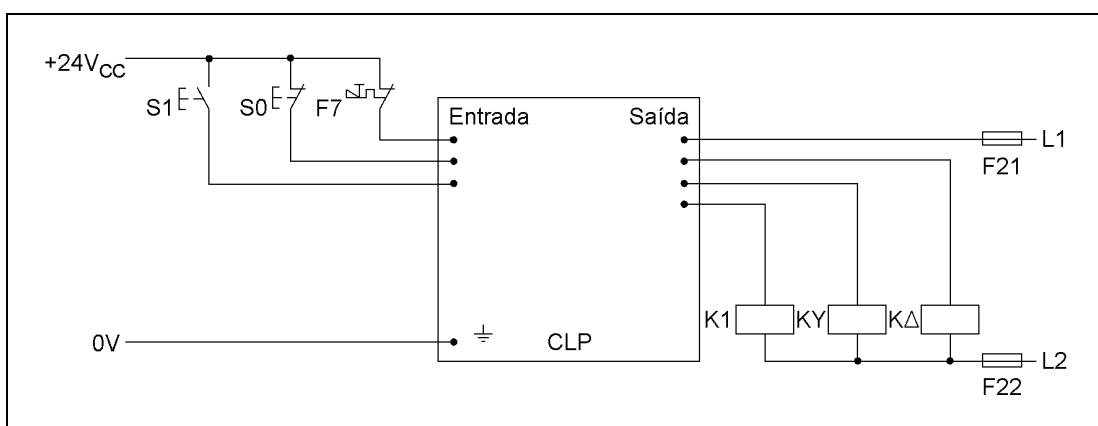 +24VCC
S1
S0
F7
Entrada
Saída
L1
F21
K1
KY
KΔ
0V
CLP
L2
F22